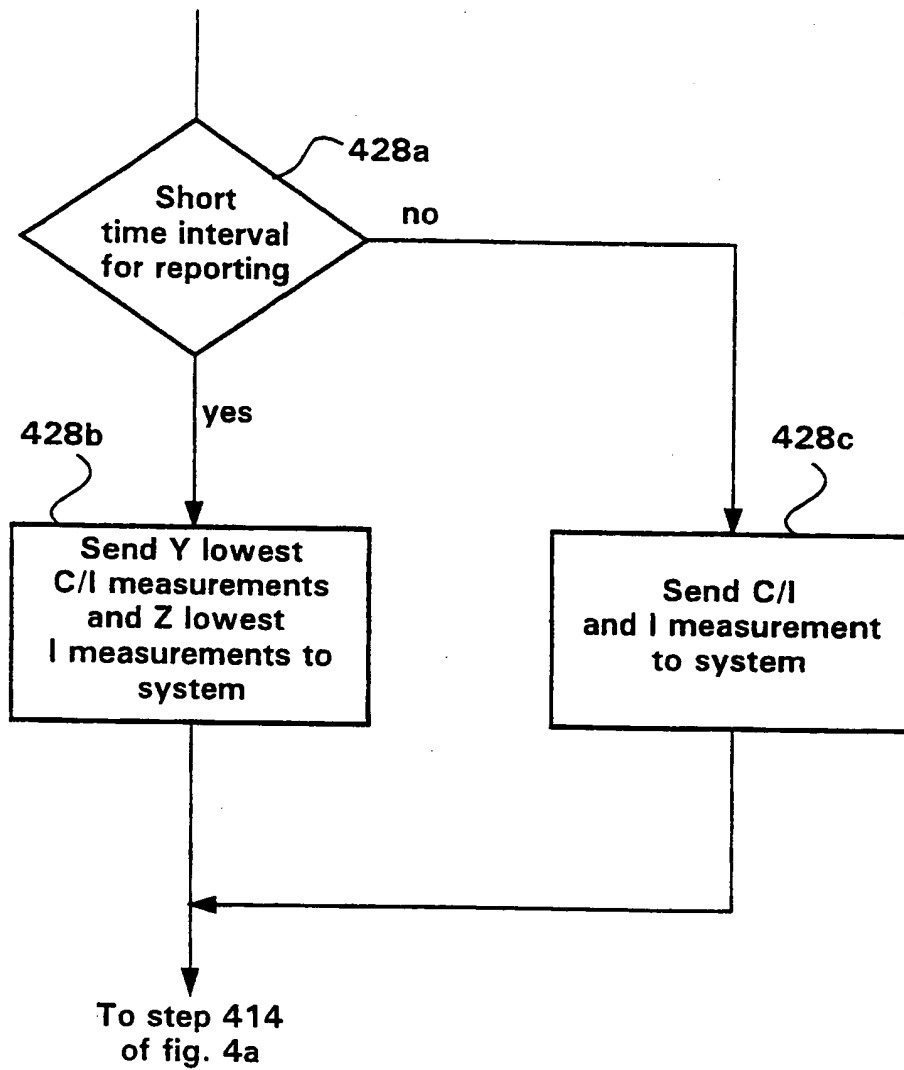 428a
Short
time interval
for reporting
no
yes
428b
428c
Send Y lowest
C/I measurements
and Z lowest
I measurements to
system
Send C/I
and I measurement
to system
To step 414
of fig. 4a